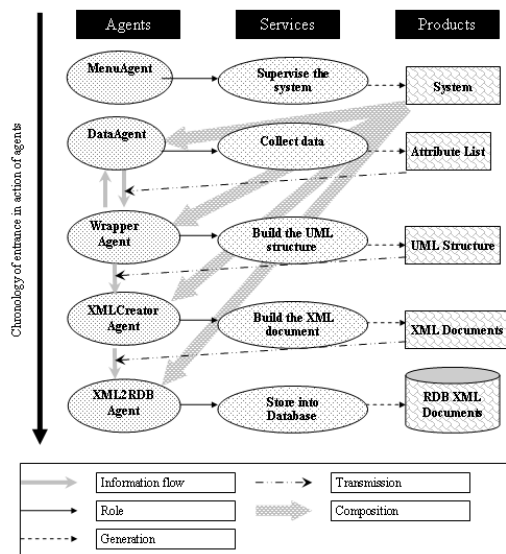 Agents
Services
Products
Chronology of entrance in action of agents
MenuAgent
Supervise the
system
System
DataAgent
Collect data
Attribute List
Wrapper
Agent
Build the UML
structure
UML Structure
XMLCreator
Agent
Build the XML
document
XML Documents
XML2RDB
Agent
Store into
Database
RDB XML
Documents
Information flow
Transmission
Role
Composition
Generation